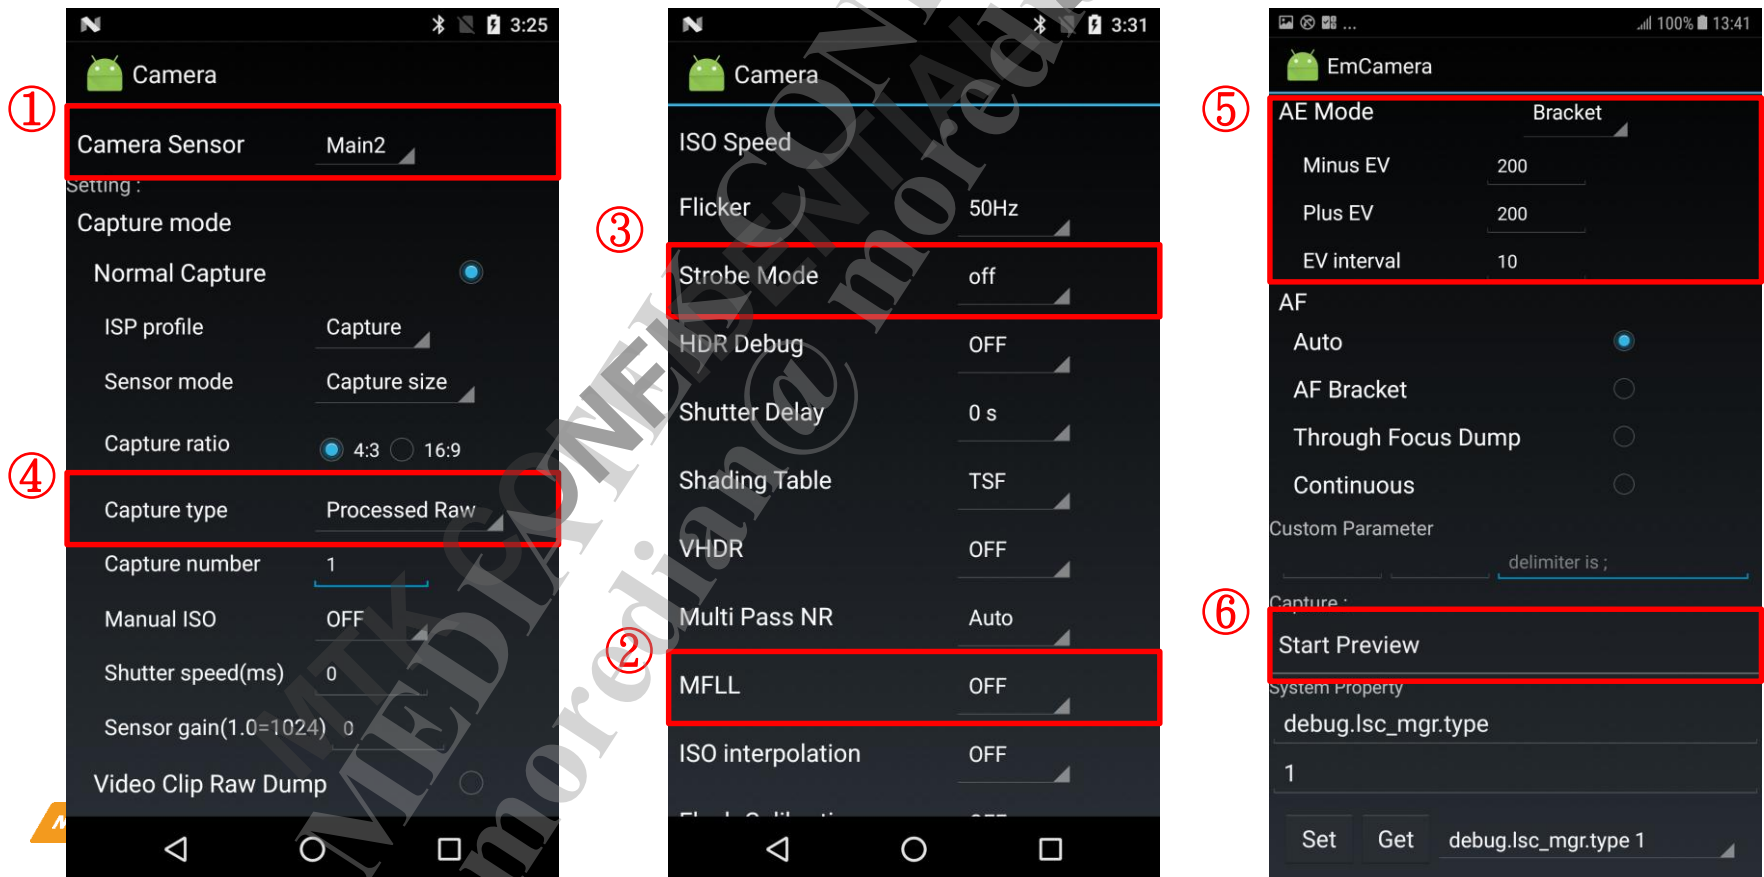 3:25
Camera
①
Camera Sensor Main2
Setting :
Capture mode
Normal Capture
ISP profile Capture
Sensor mode Capture size
Capture ratio 4:3 16:9
④
Capture type Processed Raw
Capture number 1
Manual ISO OFF
Shutter speed(ms) 0
Sensor gain(1.0=1024) 0
Video Clip Raw Dump
3:31
Camera
ISO Speed
Flicker 50Hz
③
Strobe Mode off
HDR Debug OFF
Shutter Delay 0 s
Shading Table TSF
VHDR OFF
Multi Pass NR Auto
②
MFLL OFF
ISO interpolation OFF
... 100% 13:41
EmCamera
⑤
AE Mode Bracket
Minus EV 200
Plus EV 200
EV interval 10
AF
Auto
AF Bracket
Through Focus Dump
Continuous
Custom Parameter
delimiter is ;
Capture :
⑥
Start Preview
System Property
debug.lsc_mgr.type
1
Set Get debug.lsc_mgr.type 1